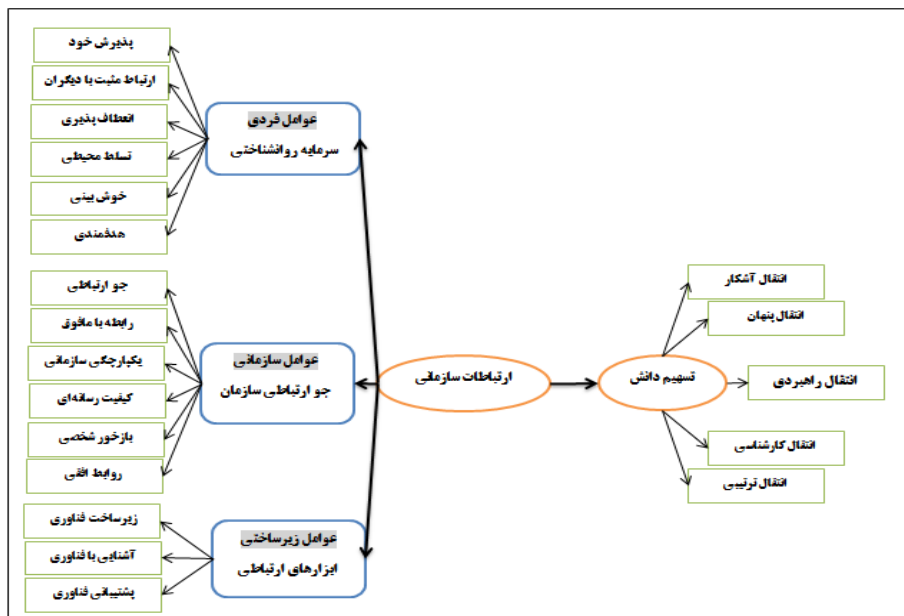 پذیرش خود
ارتباط مثبت با دیگران
انعطاف پذیری
تسلط محیطی
خوش بینی
هدفمندی
عوامل فردی
سرمایه روانشناختی
جو ارتباطی
رابطه با مافوق
یکپارچگی سازمانی
کیفیت رسانه‌ای
بازخور شخصی
روابط افقی
عوامل سازمانی
جو ارتباطی سازمان
زیرساخت فناوری
آشنایی با فناوری
پشتیبانی فناوری
عوامل زیرساختی
ابزارهای ارتباطی
ارتباطات سازمانی
تسهیم دانش
انتقال آشکار
انتقال پنهان
انتقال راهبردی
انتقال کارشناسی
انتقال ترتیبی